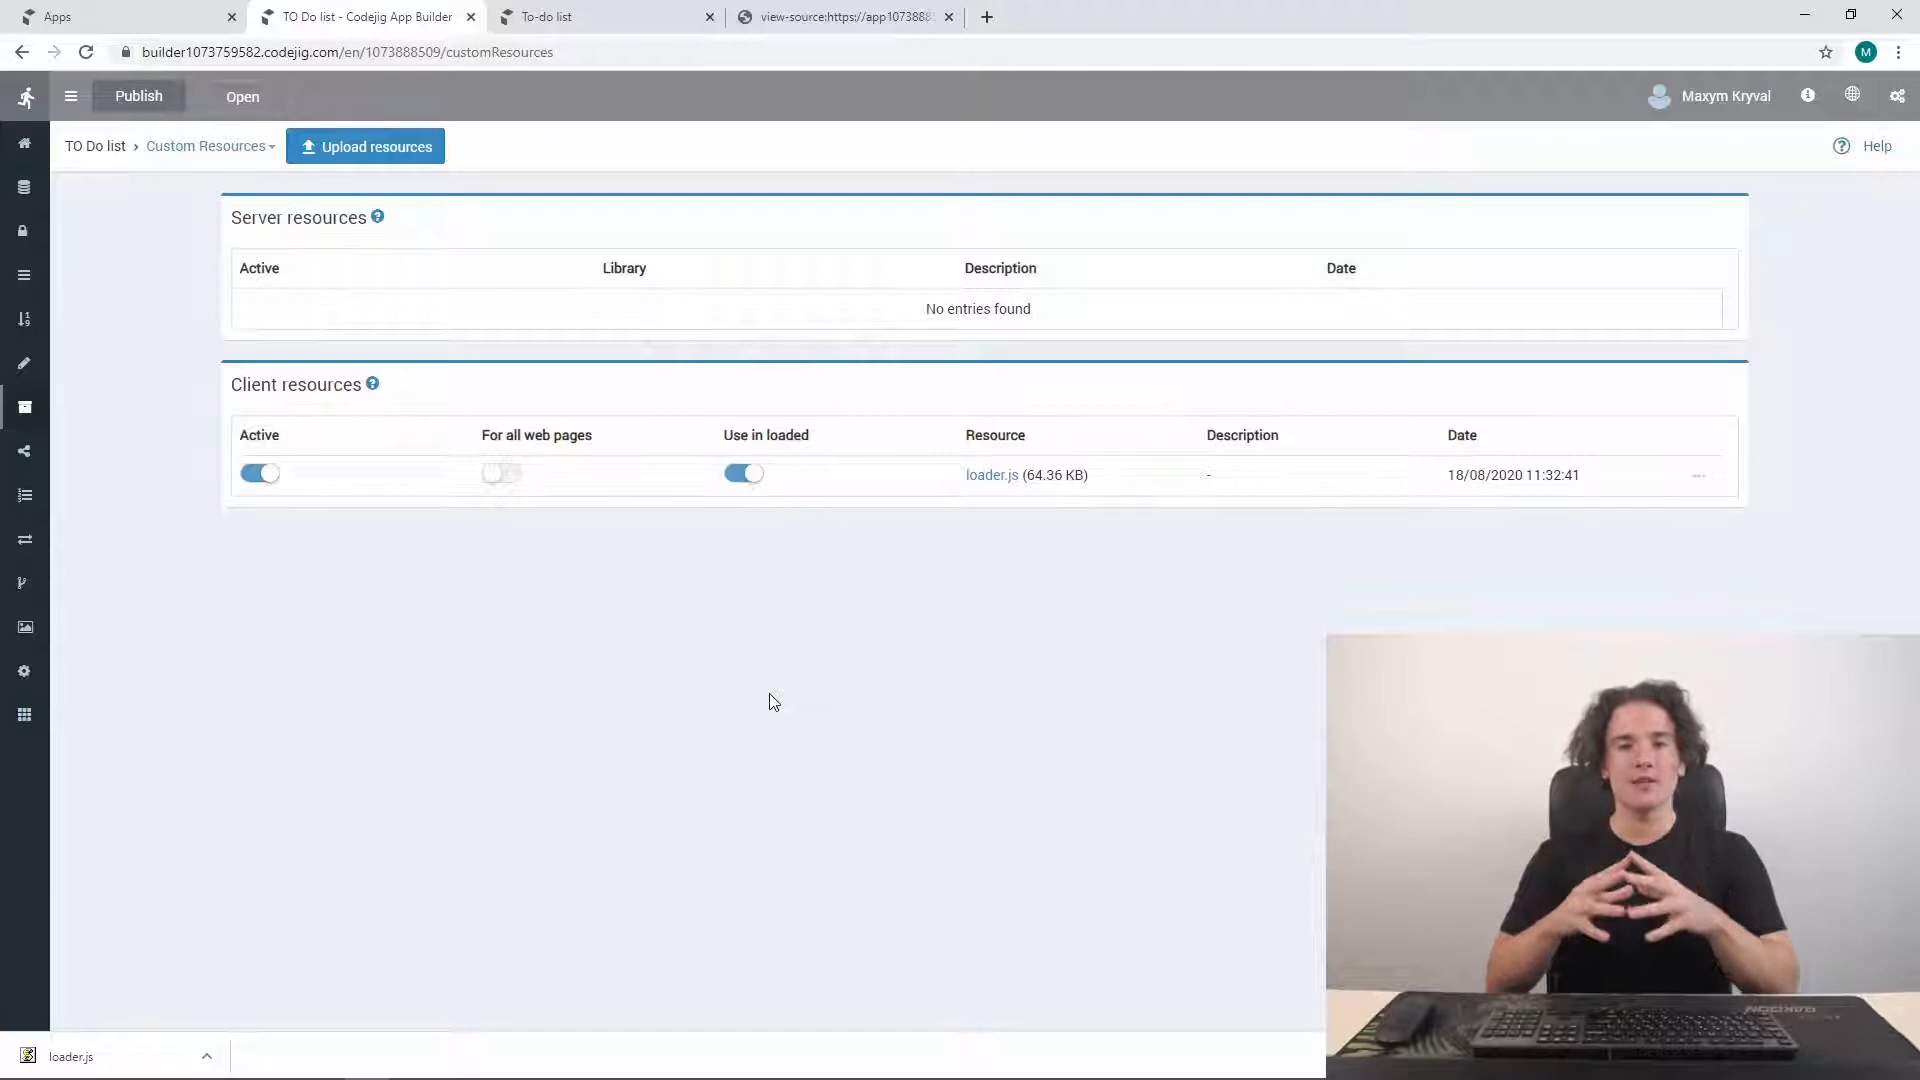 Apps
TO Do list - Codejig App Builder
To-do list
view-source:https://app1073888
builder1073759582.codejig.com/en/1073888509/customResources
M
Publish
Open
Maxym Kryval
TO Do list › Custom Resources
Upload resources
Help
Server resources
Active Library Description Date
No entries found
Client resources
Active For all web pages Use in loaded Resource Description Date
loader.js (64.36 KB) - 18/08/2020 11:32:41
loader.js